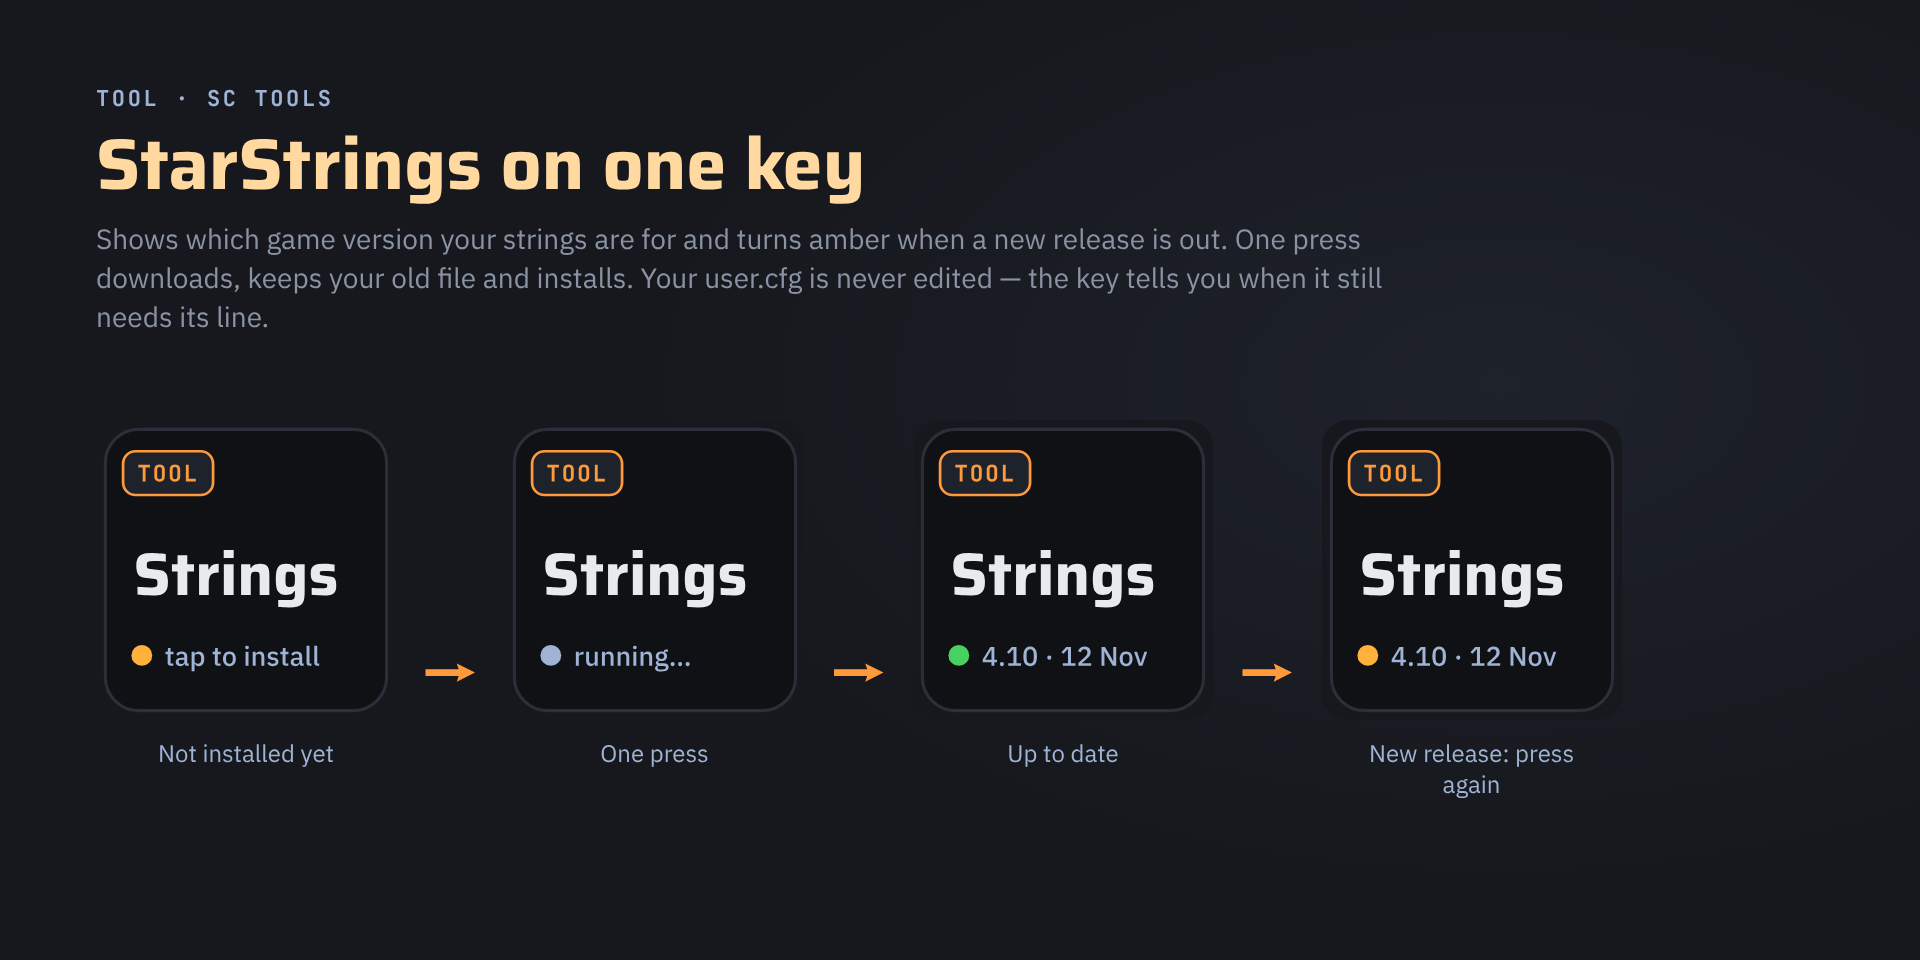 TOOL · SC TOOLS
StarStrings on one key
Shows which game version your strings are for and turns amber when a new release is out. One press
downloads, keeps your old file and installs. Your user.cfg is never edited — the key tells you when it still
needs its line.
TOOL
Strings
tap to install
Not installed yet
TOOL
Strings
running...
One press
TOOL
Strings
4.10 · 12 Nov
Up to date
TOOL
Strings
4.10 · 12 Nov
New release: press
again